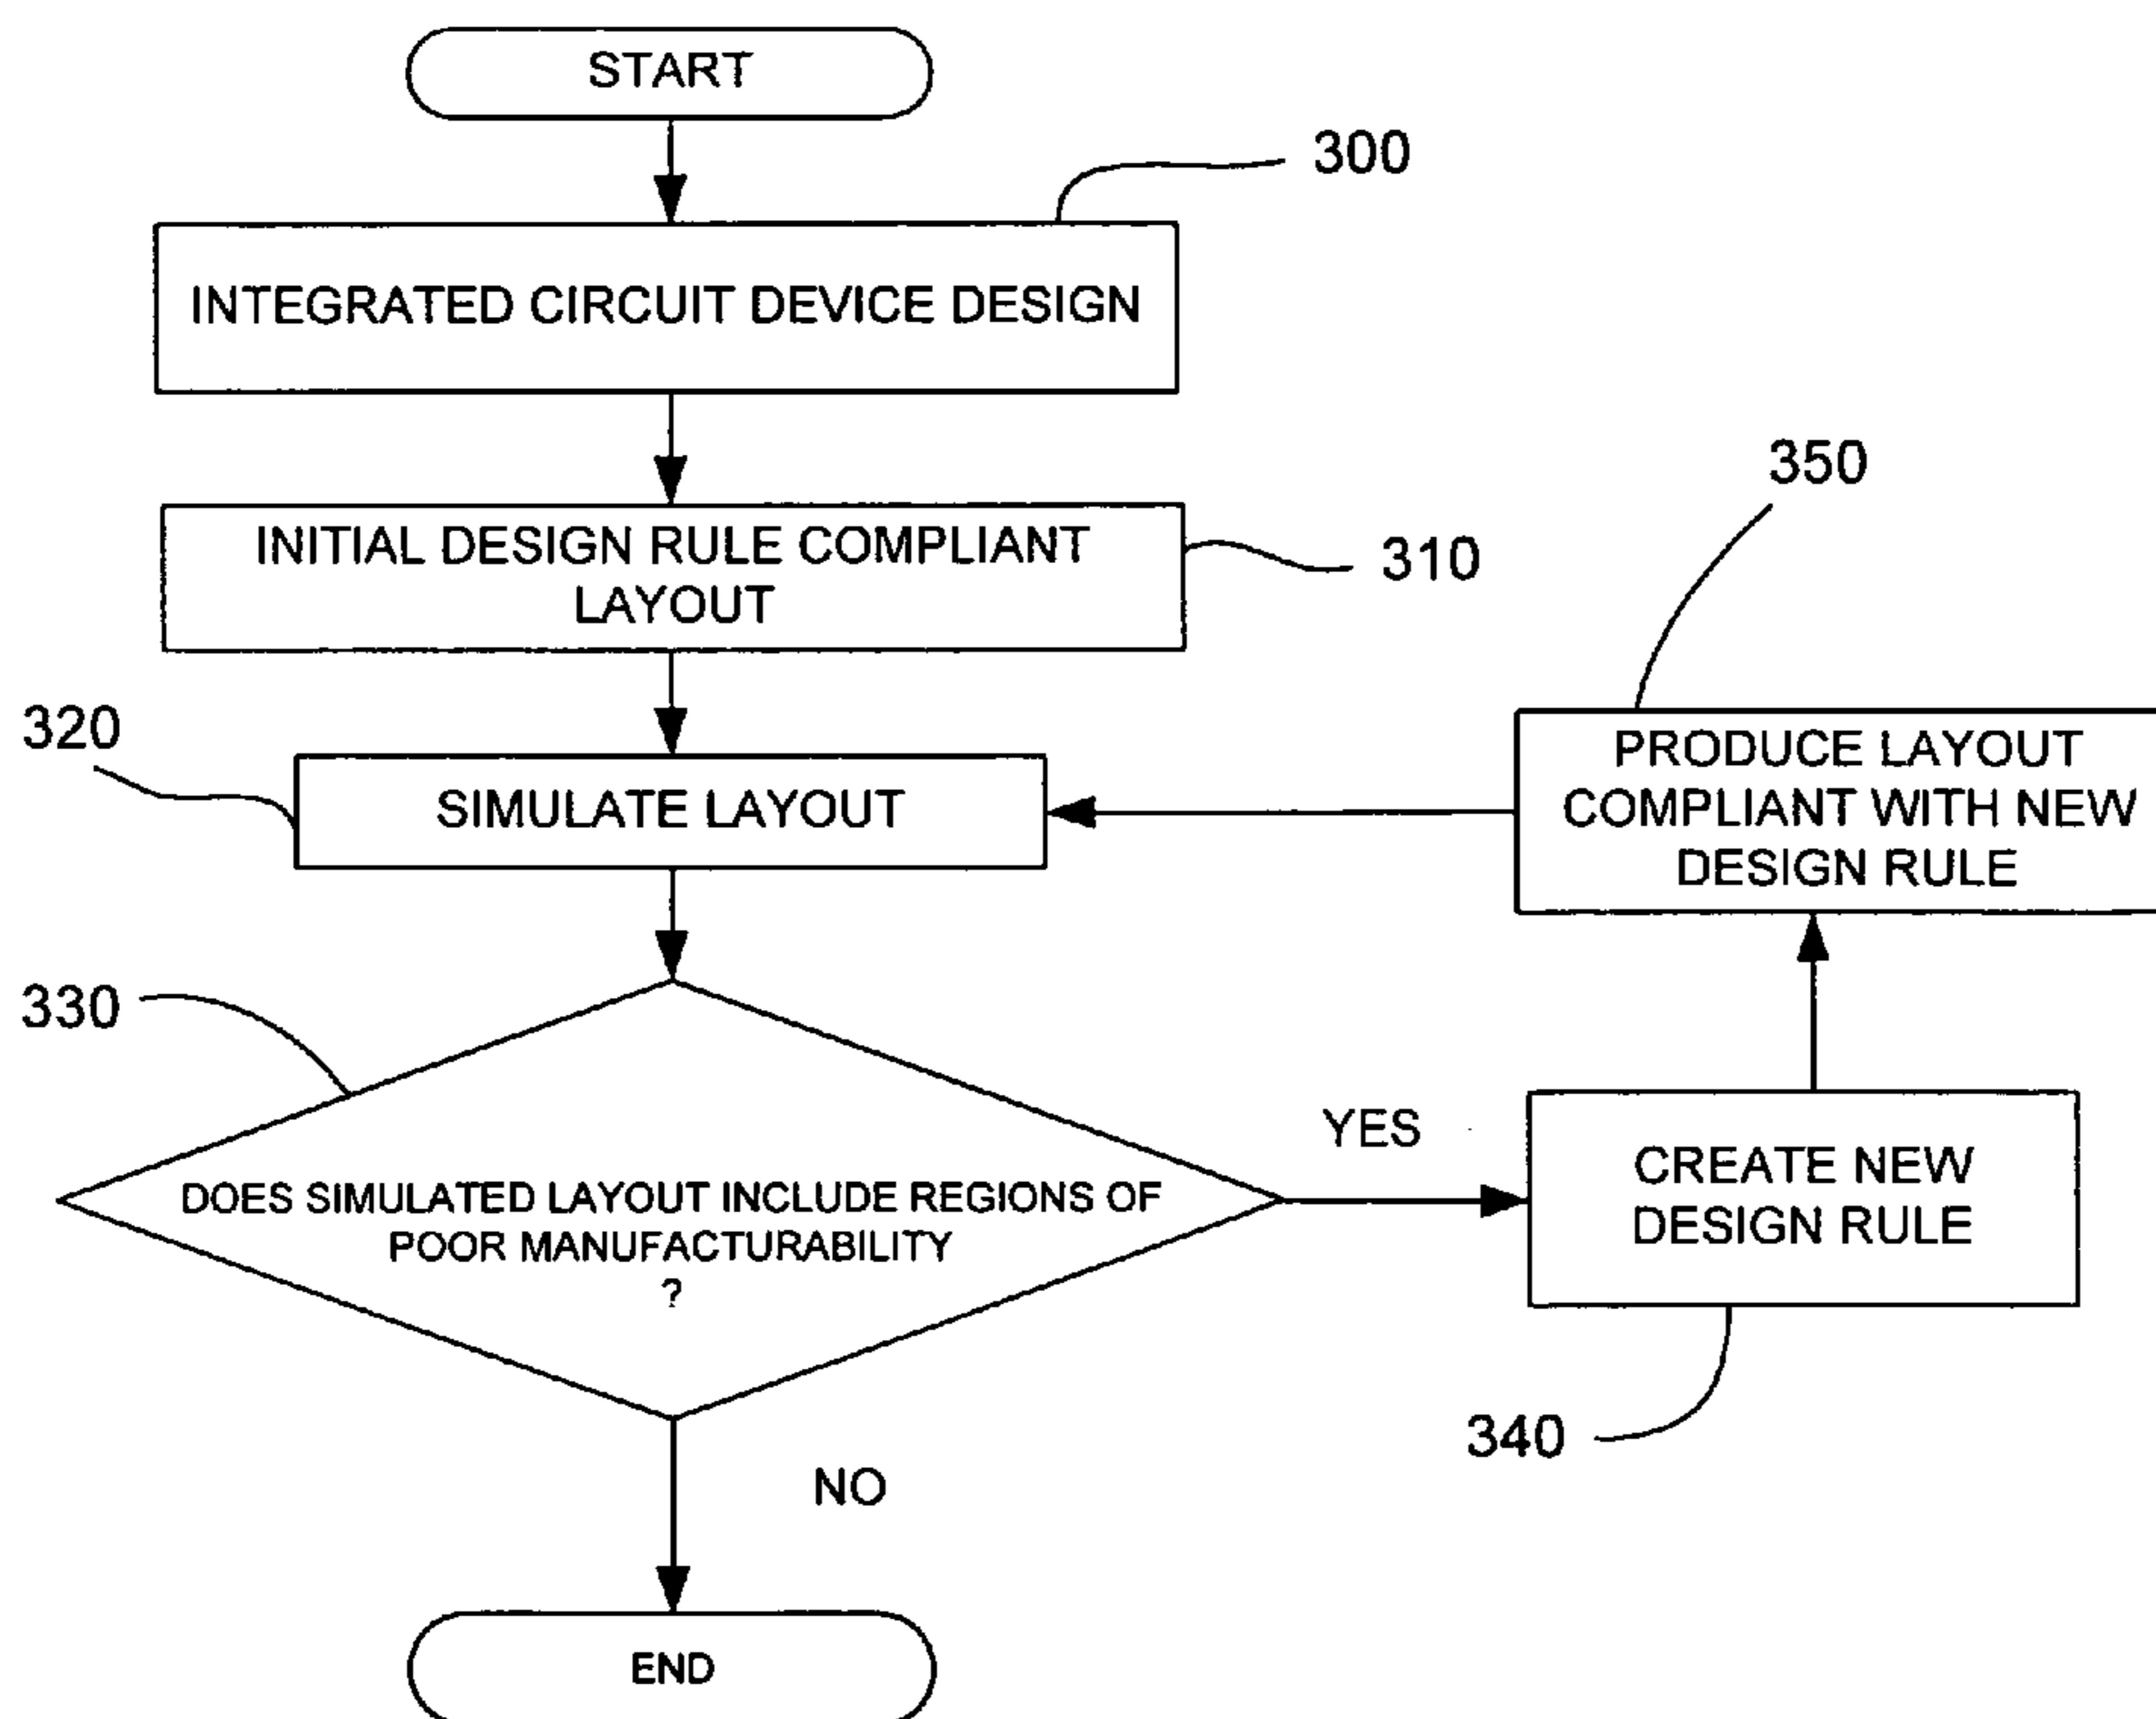 START
300
INTEGRATED CIRCUIT DEVICE DESIGN
INITIAL DESIGN RULE COMPLIANT
LAYOUT
310
350
320
SIMULATE LAYOUT
PRODUCE LAYOUT
COMPLIANT WITH NEW
DESIGN RULE
330
DOES SIMULATED LAYOUT INCLUDE REGIONS OF
POOR MANUFACTURABILITY
?
YES
CREATE NEW
DESIGN RULE
340
NO
END